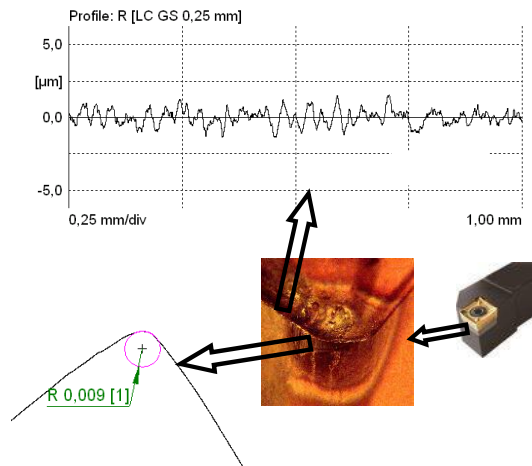 Profile: R [LC GS 0,25 mm]
5,0
[µm]
0,0
-5,0
0,25 mm/div
1,00 mm
R 0,009 [1]